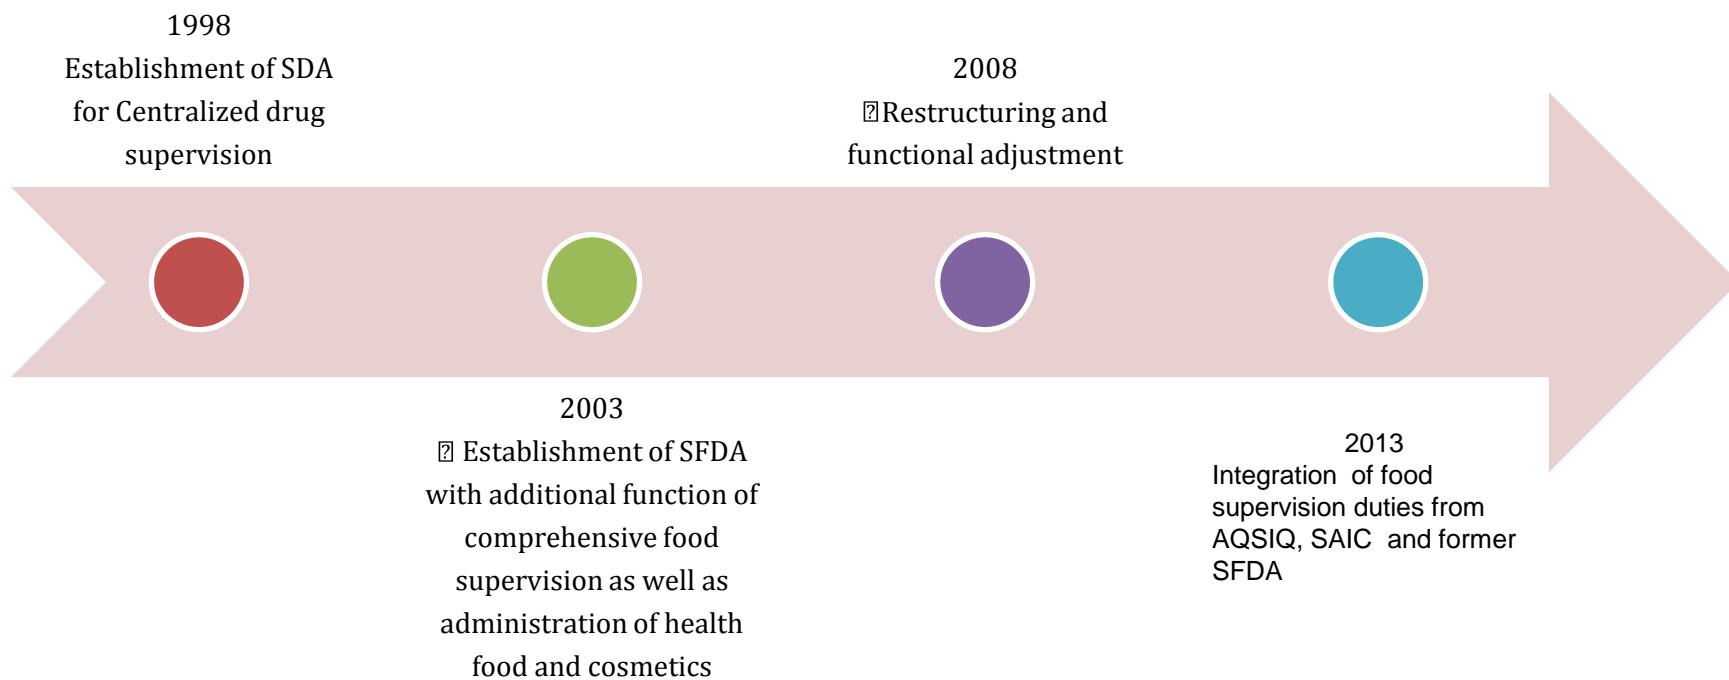 1998
Establishment of SDA
for Centralized drug
supervision
2003
⍰ Establishment of SFDA
with additional function of
comprehensive food
supervision as well as
administration of health
food and cosmetics
2008
⍰Restructuring and
functional adjustment
2013
Integration  of food
supervision duties from
AQSIQ, SAIC  and former
SFDA